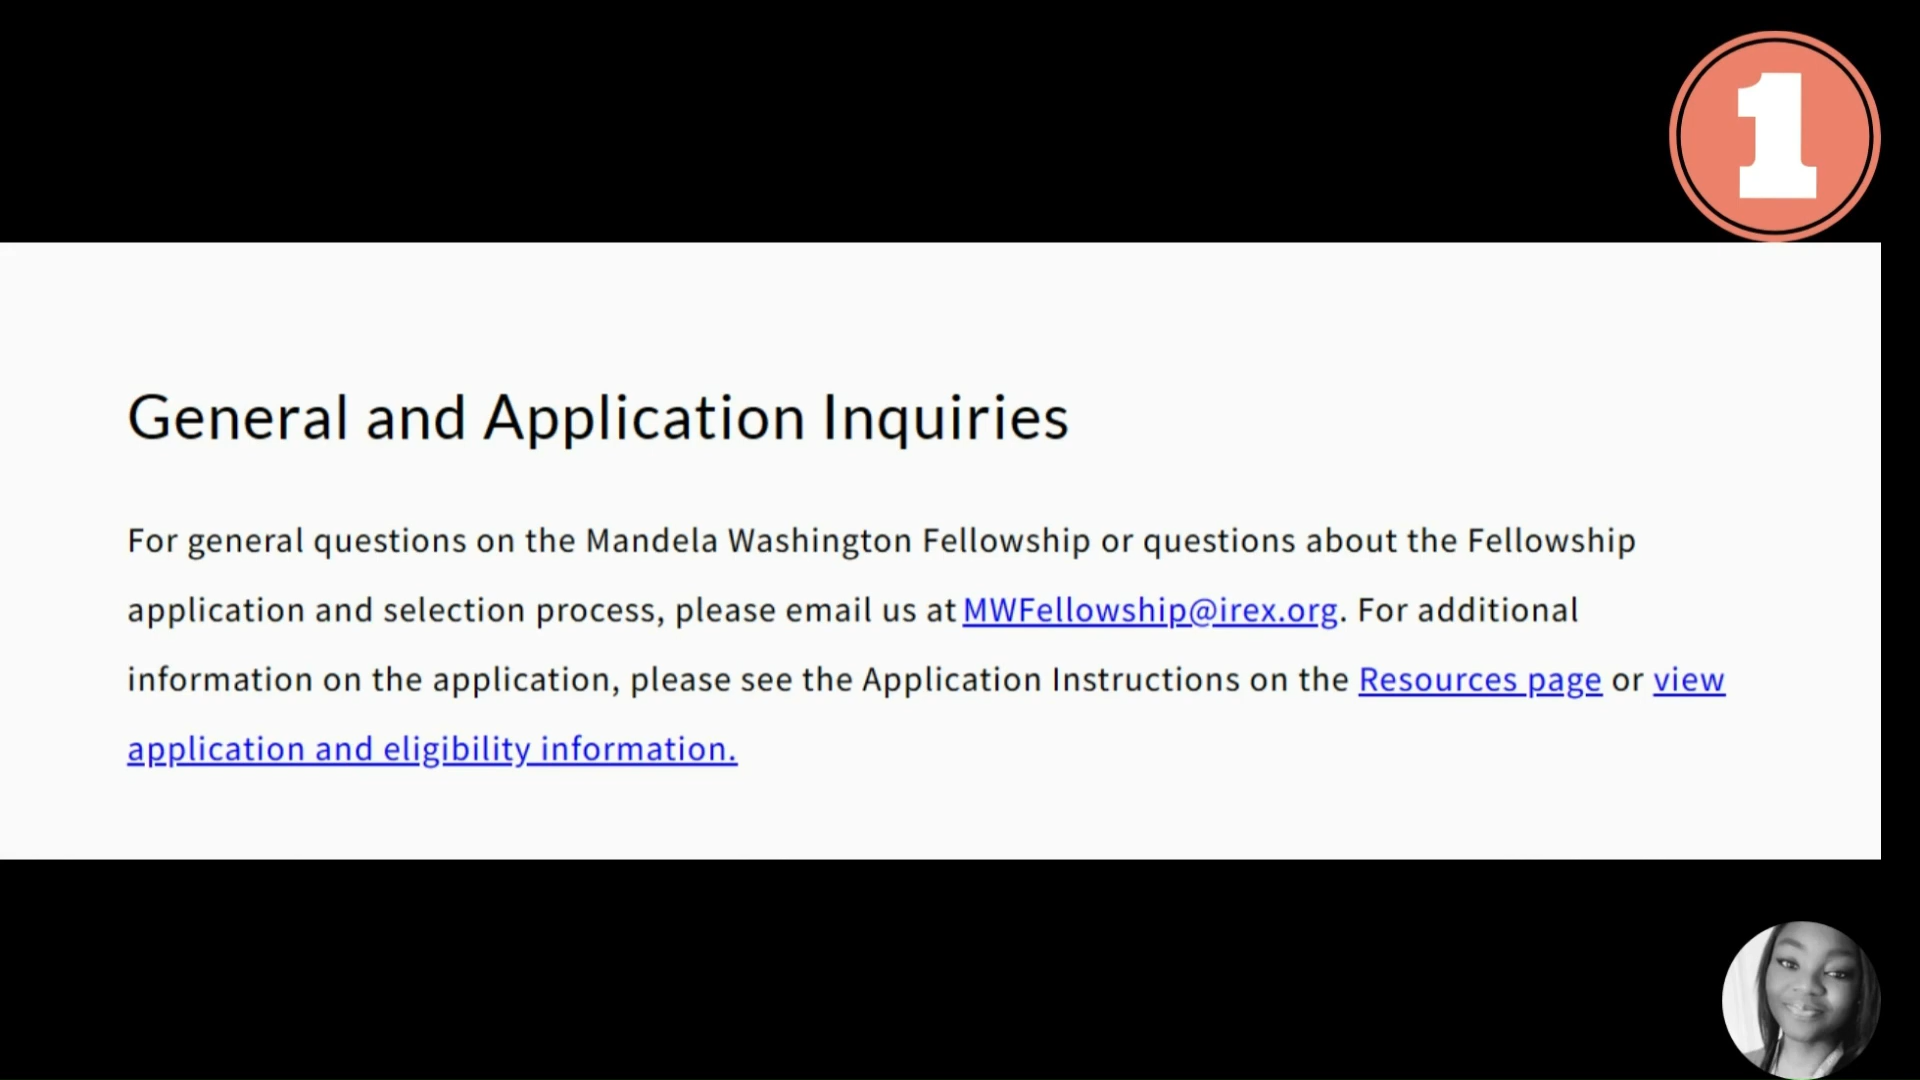 1
General and Application Inquiries
For general questions on the Mandela Washington Fellowship or questions about the Fellowship
application and selection process, please email us at MWFellowship@irex.org. For additional
information on the application, please see the Application Instructions on the Resources page or view
application and eligibility information.